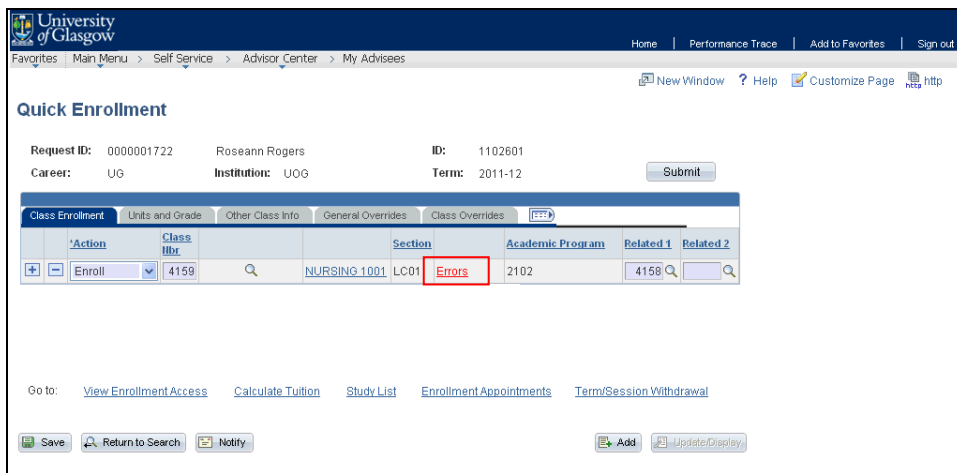 University
of Glasgow
Home | Performance Trace | Add to Favorites | Sign out
Favorites Main Menu > Self Service > Advisor Center > My Advisees
New Window ? Help Customize Page http
Quick Enrollment
Request ID: 0000001722 Roseann Rogers ID: 1102601
Career: UG Institution: UOG Term: 2011-12 Submit
Class Enrollment Units and Grade Other Class Info General Overrides Class Overrides
*Action Class Nbr Section Academic Program Related 1 Related 2
+ - Enroll 4159 NURSING 1001 LC01 Errors 2102 4158
Go to: View Enrollment Access Calculate Tuition Study List Enrollment Appointments Term/Session Withdrawal
Save Return to Search Notify Add Update/Display